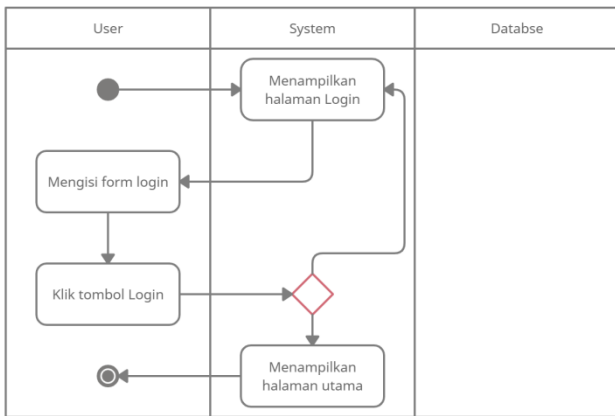 User
System
Databse
Menampilkan
halaman Login
Mengisi form login
Klik tombol Login
Menampilkan
halaman utama